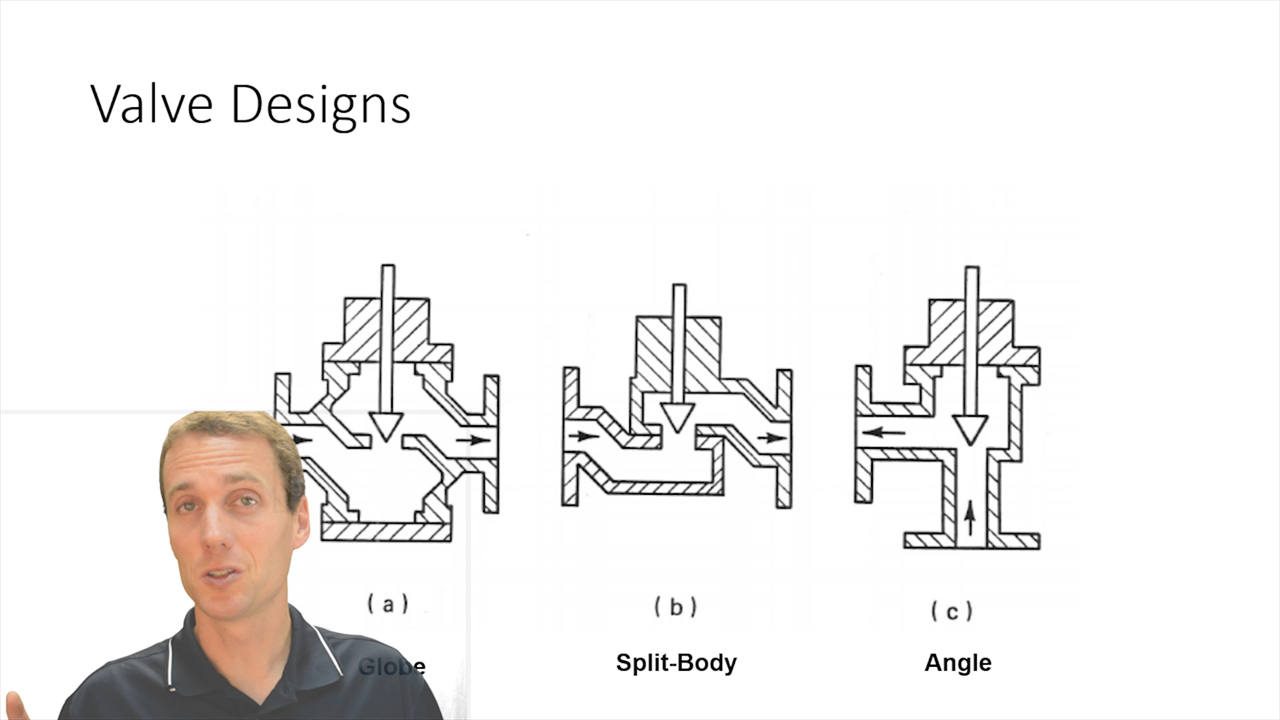 Valve Designs
( a )
( b )
( c )
Globe
Split-Body
Angle